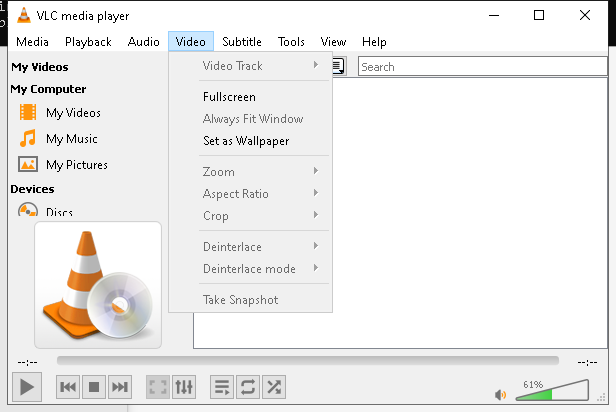 VLC media player
Media Playback Audio Video Subtitle Tools View Help
My Videos
My Computer
My Videos
My Music
My Pictures
Devices
Discs
Search
Video Track
Fullscreen
Always Fit Window
Set as Wallpaper
Zoom
Aspect Ratio
Crop
Deinterlace
Deinterlace mode
Take Snapshot
--:-- --:--
61%